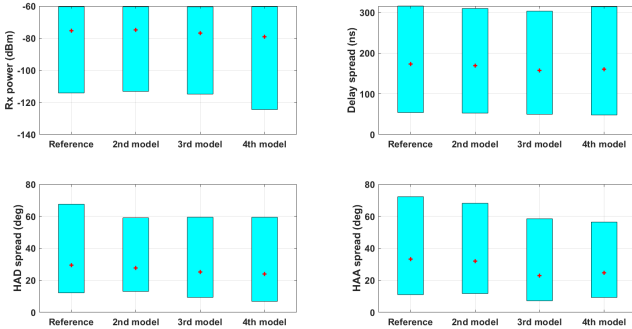 -60
-80
-100
-120
-140
Rx power (dBm)
Reference 2nd model 3rd model 4th model
300
200
100
0
Delay spread (ns)
Reference 2nd model 3rd model 4th model
80
60
40
20
0
HAD spread (deg)
Reference 2nd model 3rd model 4th model
80
60
40
20
0
HAA spread (deg)
Reference 2nd model 3rd model 4th model